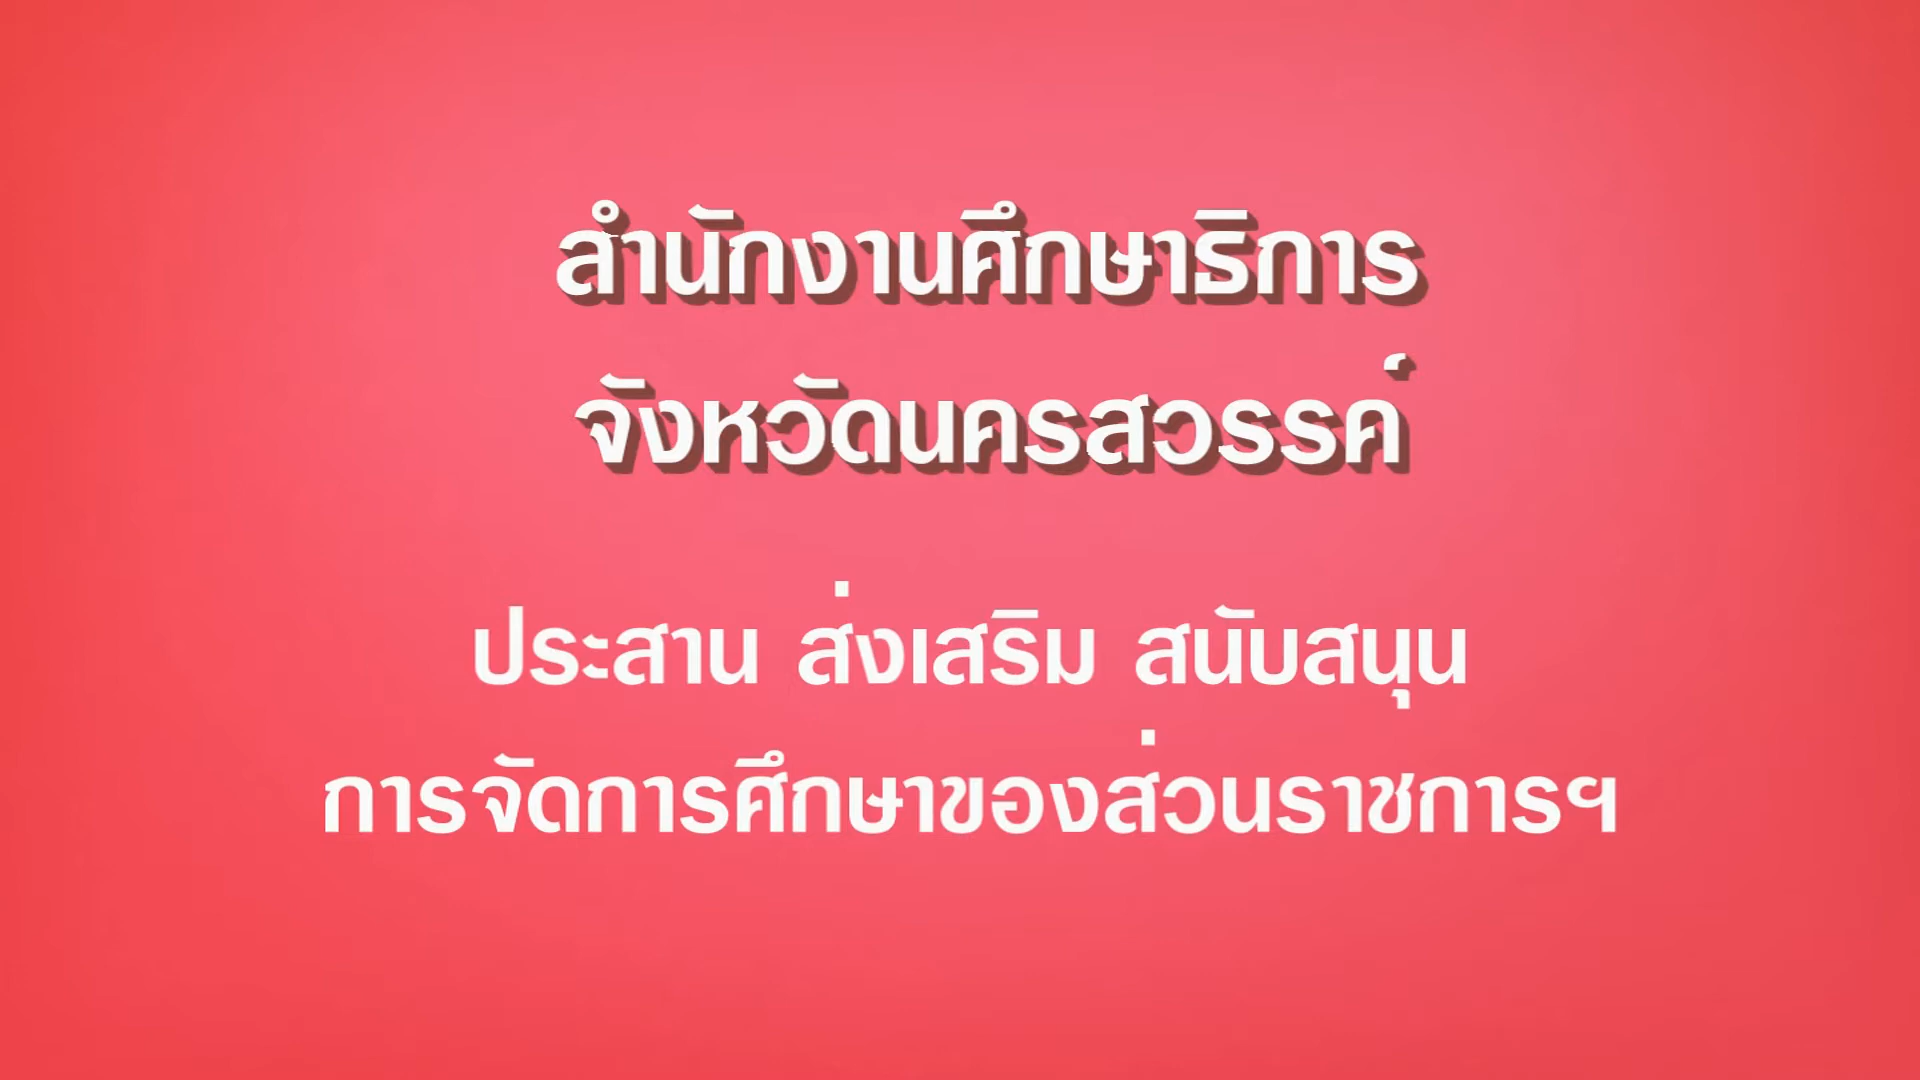 สำนักงานศึกษาธิการ
จังหวัดนครสวรรค์
ประสาน ส่งเสริม สนับสนุน
การจัดการศึกษาของส่วนราชการฯ